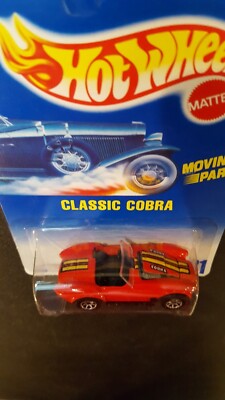 Hot Wheels
MATTEL
MOVING
PARTS
CLASSIC COBRA